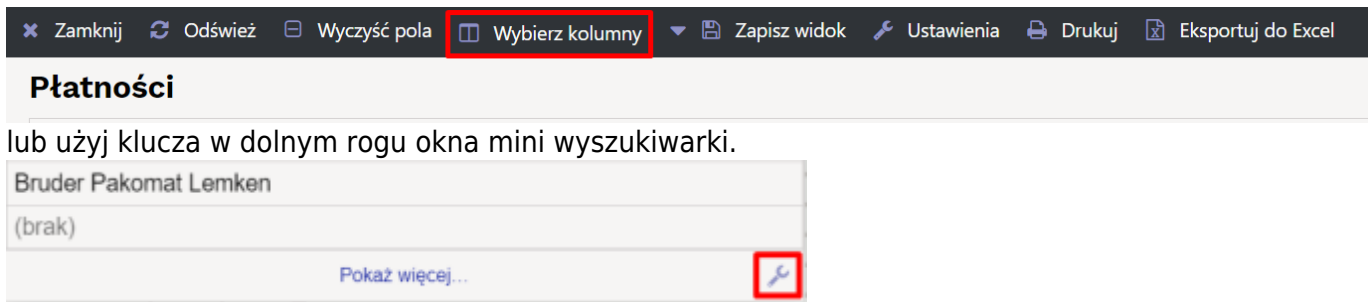 Zamknij Odśwież Wyczyść pola Wybierz kolumny Zapisz widok Ustawienia Drukuj Eksportuj do Excel
Płatności
lub użyj klucza w dolnym rogu okna mini wyszukiwarki.
Bruder Pakomat Lemken
(brak)
Pokaż więcej...